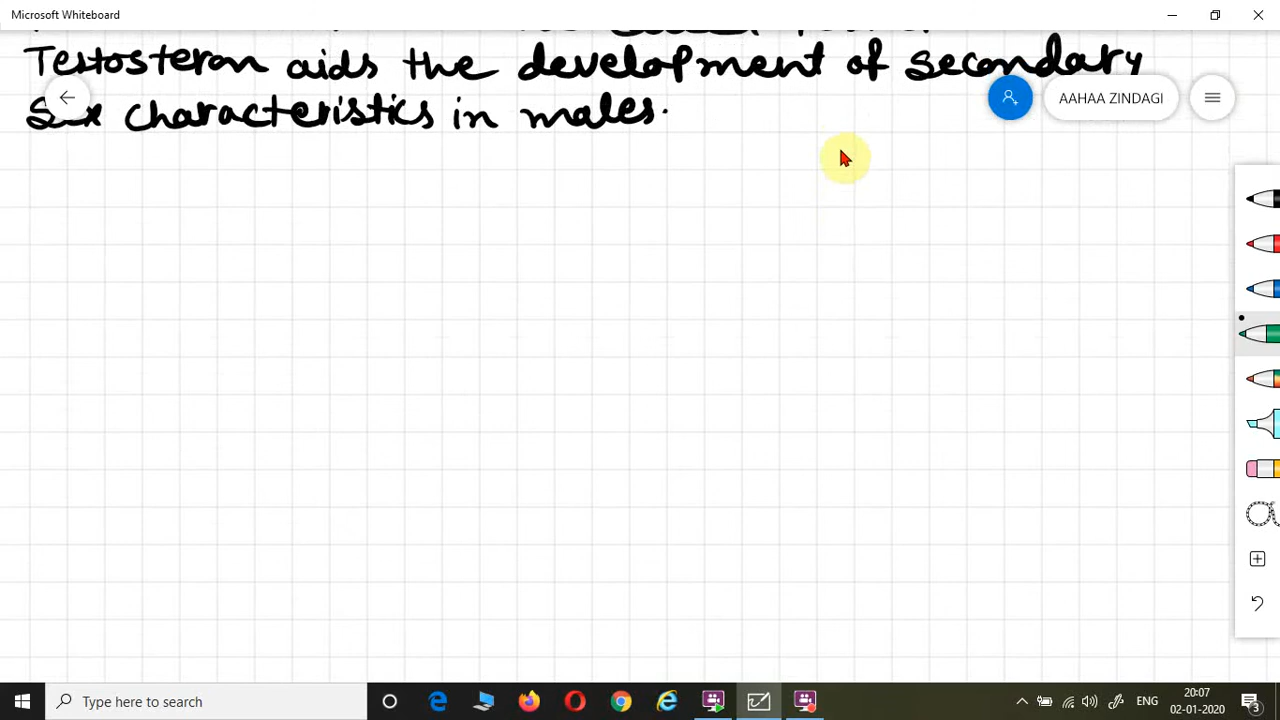 Microsoft Whiteboard
Testosteron aids the development of secondary
AAHAA ZINDAGI
Sex characteristics in males.
Type here to search
ENG
20:07
02-01-2020
3